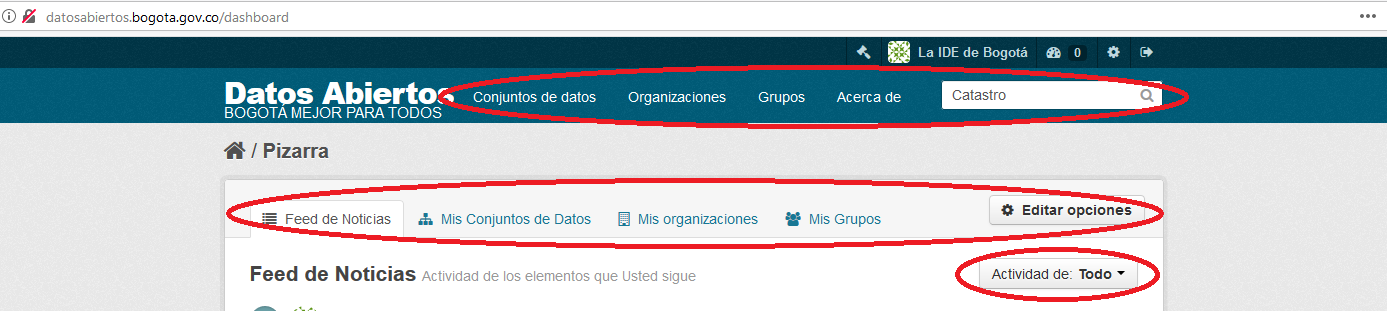 datosabiertos.bogota.gov.co/dashboard
La IDE de Bogotá 0
Datos Abiertos Conjuntos de datos Organizaciones Grupos Acerca de Catastro
BOGOTÁ MEJOR PARA TODOS
/ Pizarra
Feed de Noticias Mis Conjuntos de Datos Mis organizaciones Mis Grupos Editar opciones
Feed de Noticias Actividad de los elementos que Usted sigue Actividad de: Todo